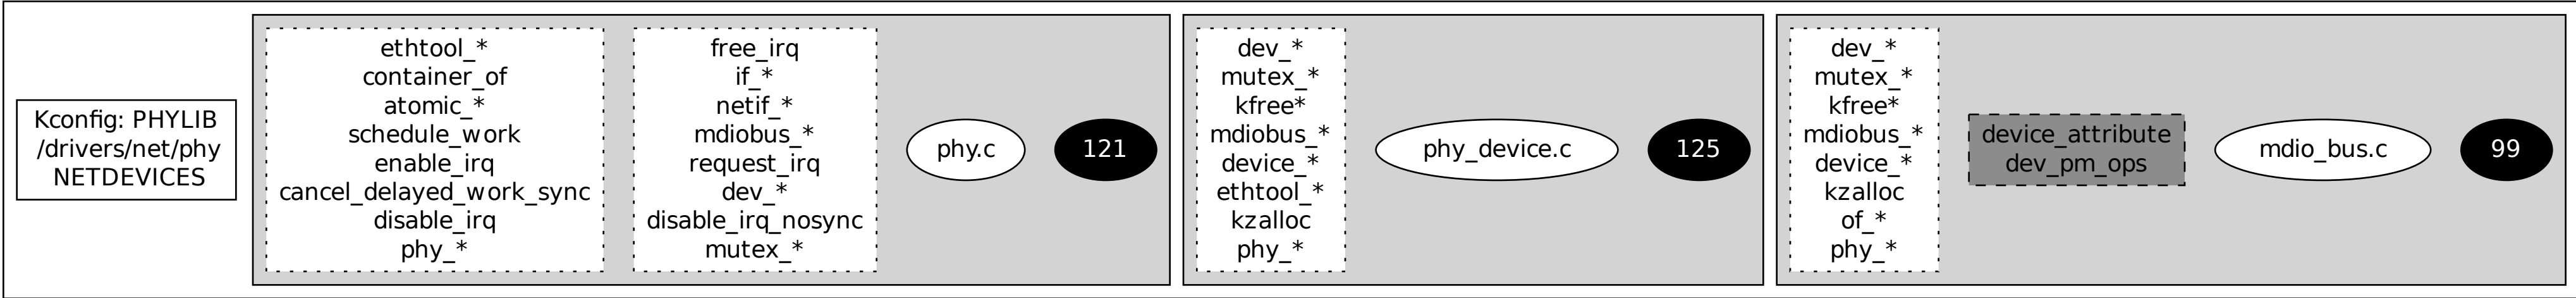 Kconfig: PHYLIB
/drivers/net/phy
NETDEVICES
ethtool_*
container_of
atomic_*
schedule_work
enable_irq
cancel_delayed_work_sync
disable_irq
phy_*
free_irq
if_*
netif_*
mdiobus_*
request_irq
dev_*
disable_irq_nosync
mutex_*
phy.c
121
dev_*
mutex_*
kfree*
mdiobus_*
device_*
ethtool_*
kzalloc
phy_*
phy_device.c
125
dev_*
mutex_*
kfree*
mdiobus_*
device_*
kzalloc
of_*
phy_*
device_attribute
dev_pm_ops
mdio_bus.c
99